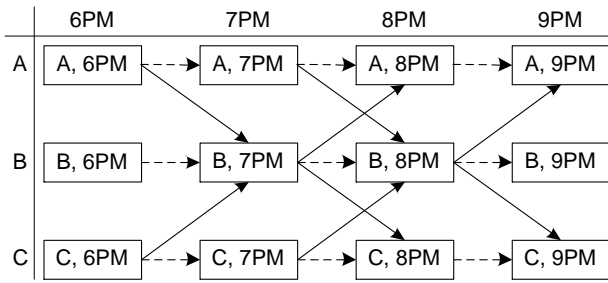 6PM 7PM 8PM 9PM
A A, 6PM A, 7PM A, 8PM A, 9PM
B B, 6PM B, 7PM B, 8PM B, 9PM
C C, 6PM C, 7PM C, 8PM C, 9PM